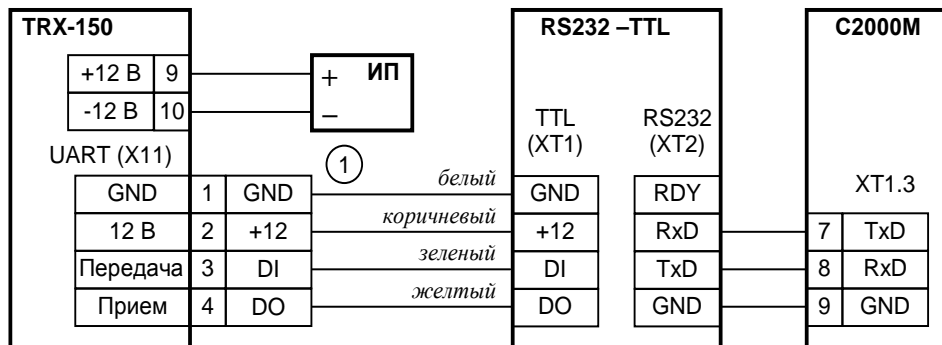 TRX-150 RS232 –TTL С2000М
+12 В 9 + ИП
-12 В 10 –
TTL RS232
(XT1) (XT2)
UART (X11) 1
XT1.3
GND 1 GND белый GND RDY
12 В 2 +12 коричневый +12 RxD 7 TxD
Передача 3 DI зеленый DI TxD 8 RxD
Прием 4 DO желтый DO GND 9 GND